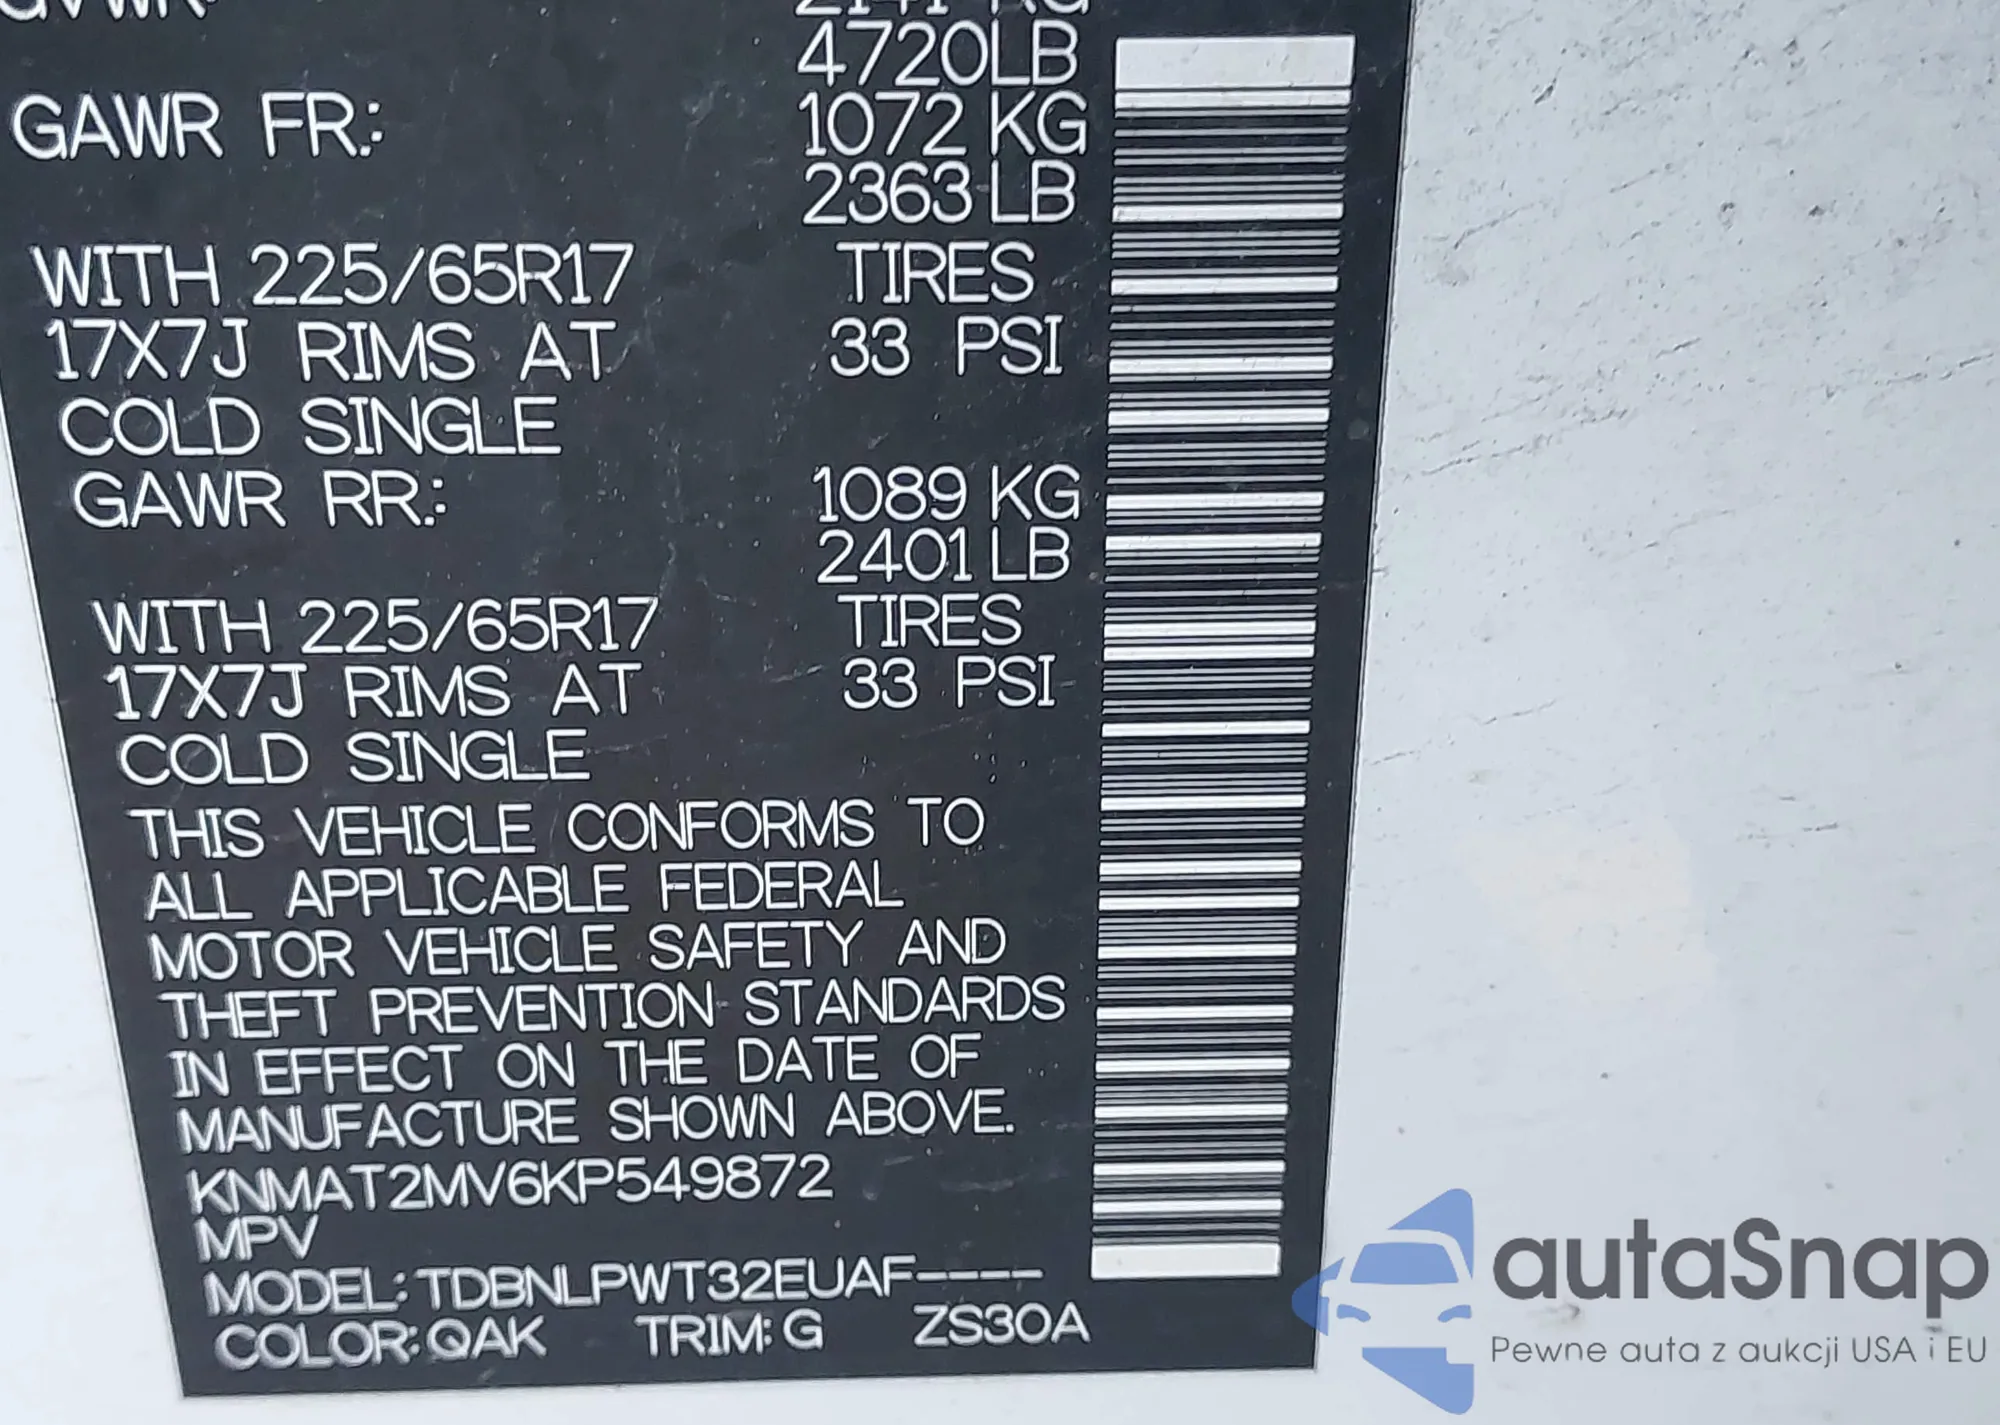 GVWR: 2141 KG
4720LB
GAWR FR.: 1072 KG
2363 LB
WITH 225/65R17 TIRES
17X7J RIMS AT 33 PSI
COLD SINGLE
GAWR RR.: 1089 KG
2401 LB
WITH 225/65R17 TIRES
17X7J RIMS AT 33 PSI
COLD SINGLE
THIS VEHICLE CONFORMS TO
ALL APPLICABLE FEDERAL
MOTOR VEHICLE SAFETY AND
THEFT PREVENTION STANDARDS
IN EFFECT ON THE DATE OF
MANUFACTURE SHOWN ABOVE.
KNMAT2MV6KP549872
MPV
MODEL: TDBNLPWT32EUAF----
COLOR: QAK TRIM: G ZS30A
autaSnap
Pewne auta z aukcji USA i EU